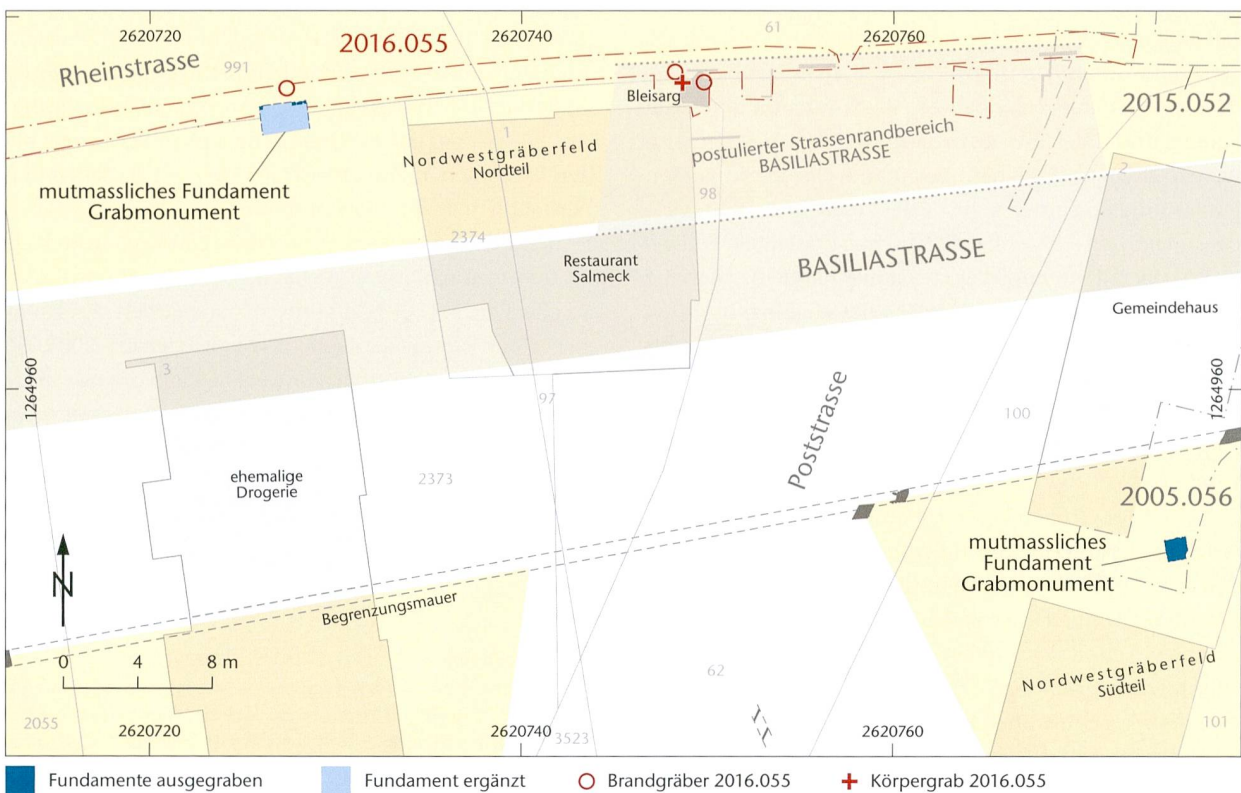 2620720
2620740
2620760
Rheinstrasse
991
2016.055
61
7
Bleisarg
2015.052
1
Nordwestgräberfeld
Nordteil
postulierter Strassenrandbereich
BASILIASTRASSE
mutmassliches Fundament
Grabmonument
98
2
2374
Restaurant
Salmeck
BASILIASTRASSE
Gemeindehaus
3
1264960
1264960
97
Poststrasse
100
ehemalige
Drogerie
2373
2005.056
mutmassliches
Fundament
Grabmonument
N
Begrenzungsmauer
0 4 8 m
62
Nordwestgräberfeld
Südteil
2055
2620720
2620740
3523
2620760
101
Fundamente ausgegraben
Fundament ergänzt
Brandgräber 2016.055
Körpergrab 2016.055